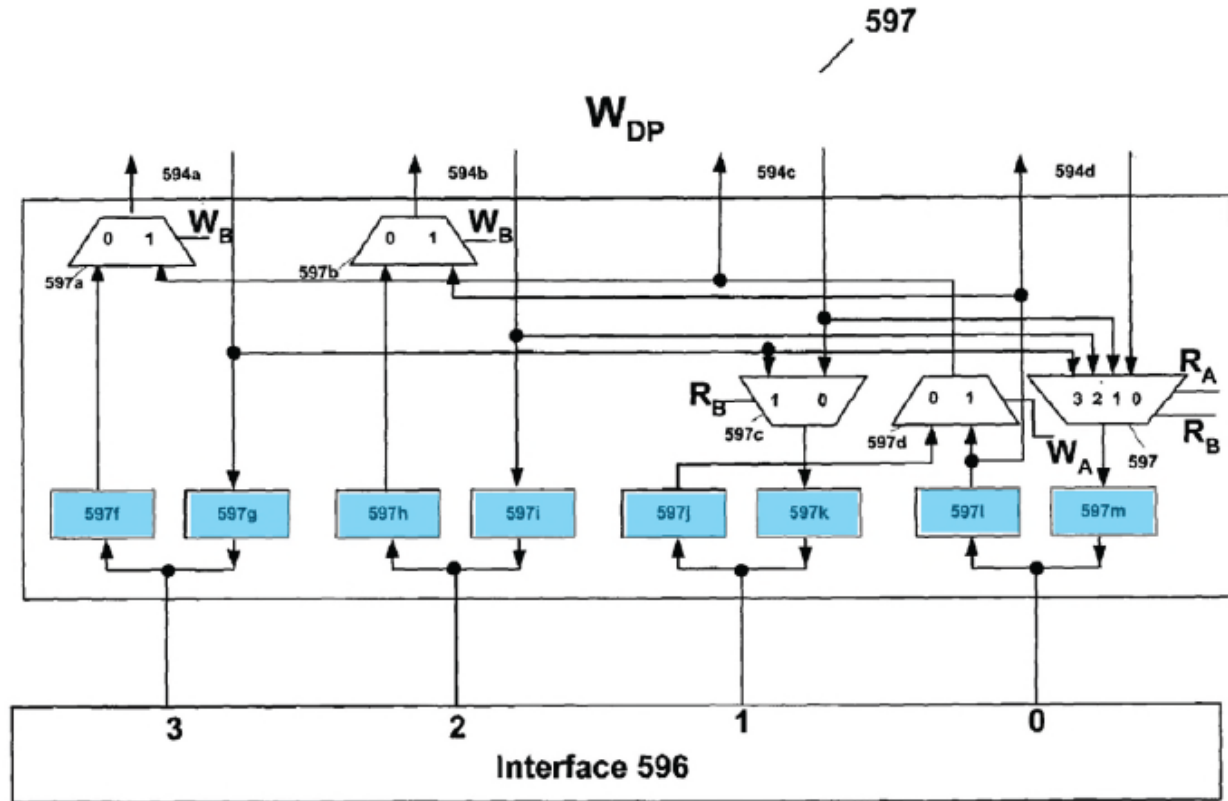 597
W_DP
594a 594b 594c 594d
0 1 W_B 0 1 W_B
597a 597b
R_B 1 0 0 1 3 2 1 0 R_A
597c 597d W_A 597 R_B
597f 597g 597h 597i 597j 597k 597l 597m
3 2 1 0
Interface 596